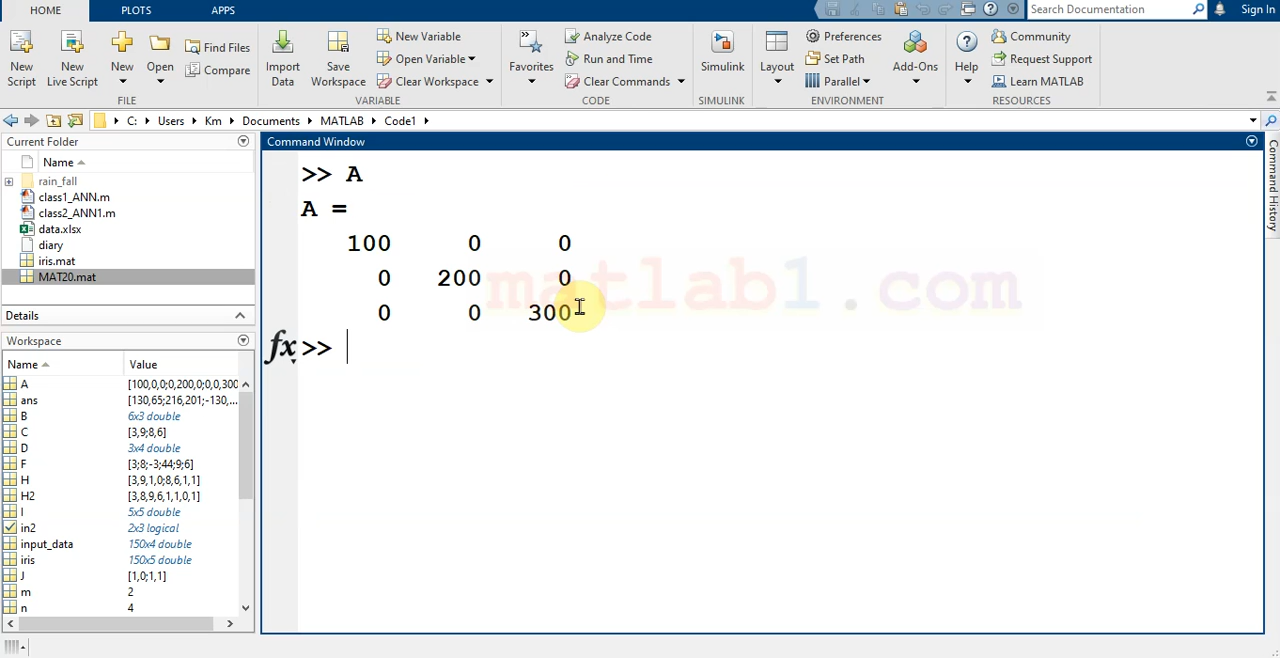 HOME PLOTS APPS Search Documentation Sign In
New Script
New Live Script
New
Open
Find Files
Compare
FILE
Import Data
Save Workspace
New Variable
Open Variable
Clear Workspace
VARIABLE
Favorites
Analyze Code
Run and Time
Clear Commands
CODE
Simulink
SIMULINK
Layout
Preferences
Set Path
Parallel
Add-Ons
ENVIRONMENT
Help
Community
Request Support
Learn MATLAB
RESOURCES
C: Users Km Documents MATLAB Code1
Current Folder
Name
rain_fall
class1_ANN.m
class2_ANN1.m
data.xlsx
diary
iris.mat
MAT20.mat
Details
Workspace
Name Value
A [100,0,0;0,200,0;0,0,300
ans [130,65;216,201;-130,...
B 6x3 double
C [3,9;8,6]
D 3x4 double
F [3;8;-3;44;9;6]
H [3,9,1,0;8,6,1,1]
H2 [3,8,9,6,1,1,0,1]
I 5x5 double
in2 2x3 logical
input_data 150x4 double
iris 150x5 double
J [1,0;1,1]
m 2
n 4
Command Window
>> A
A =
100 0 0
0 200 0
0 0 300
fx >>
matlab1.com
Command History